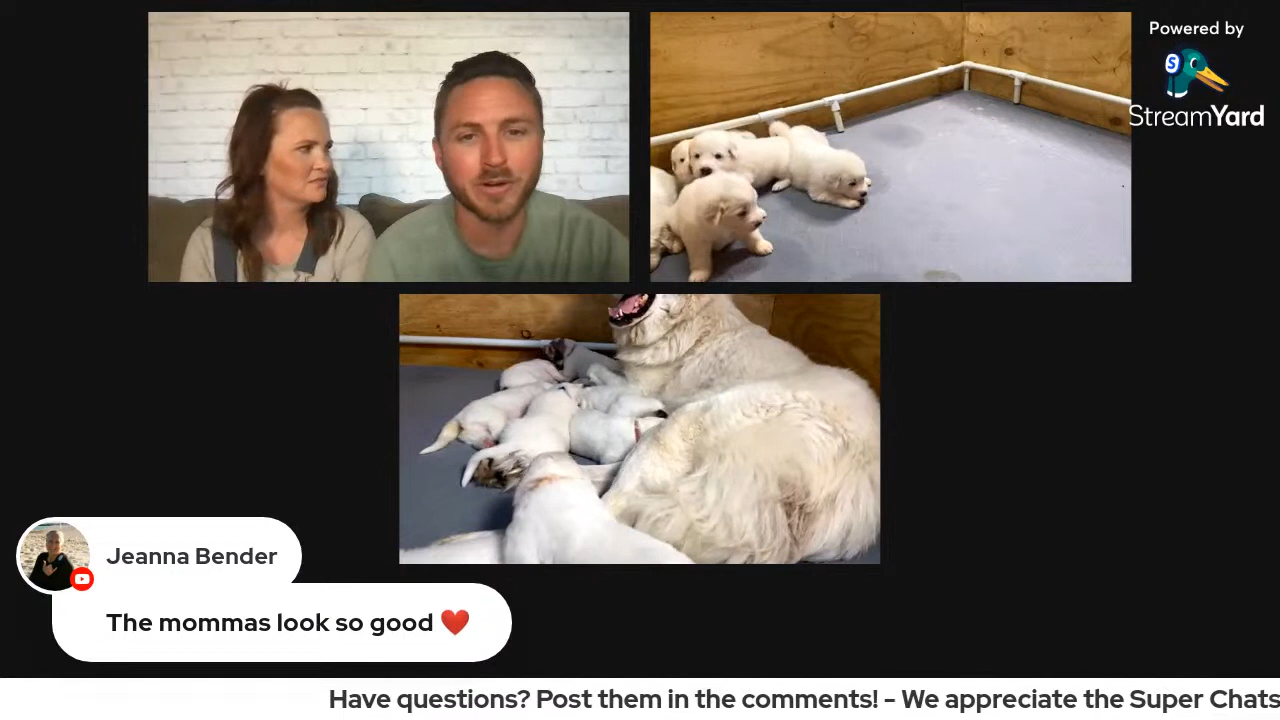 Powered by
StreamYard
Jeanna Bender
The mommas look so good ❤️
Have questions? Post them in the comments! - We appreciate the Super Chats